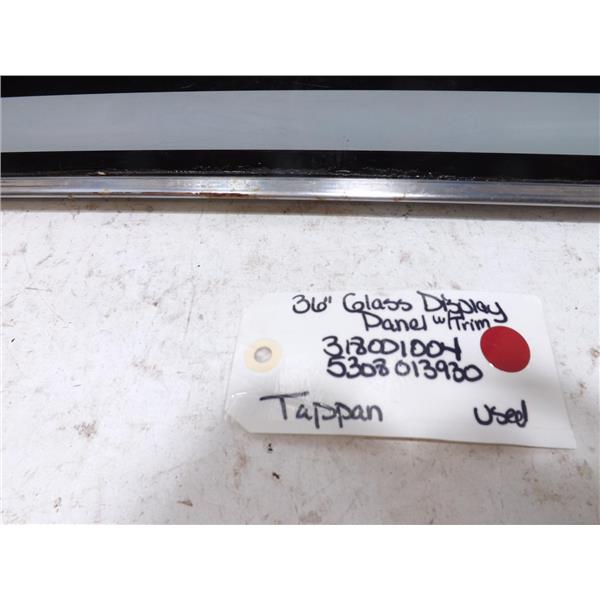 36" Glass Display
Panel w/Trim
318001004
5308013930
Tappan used